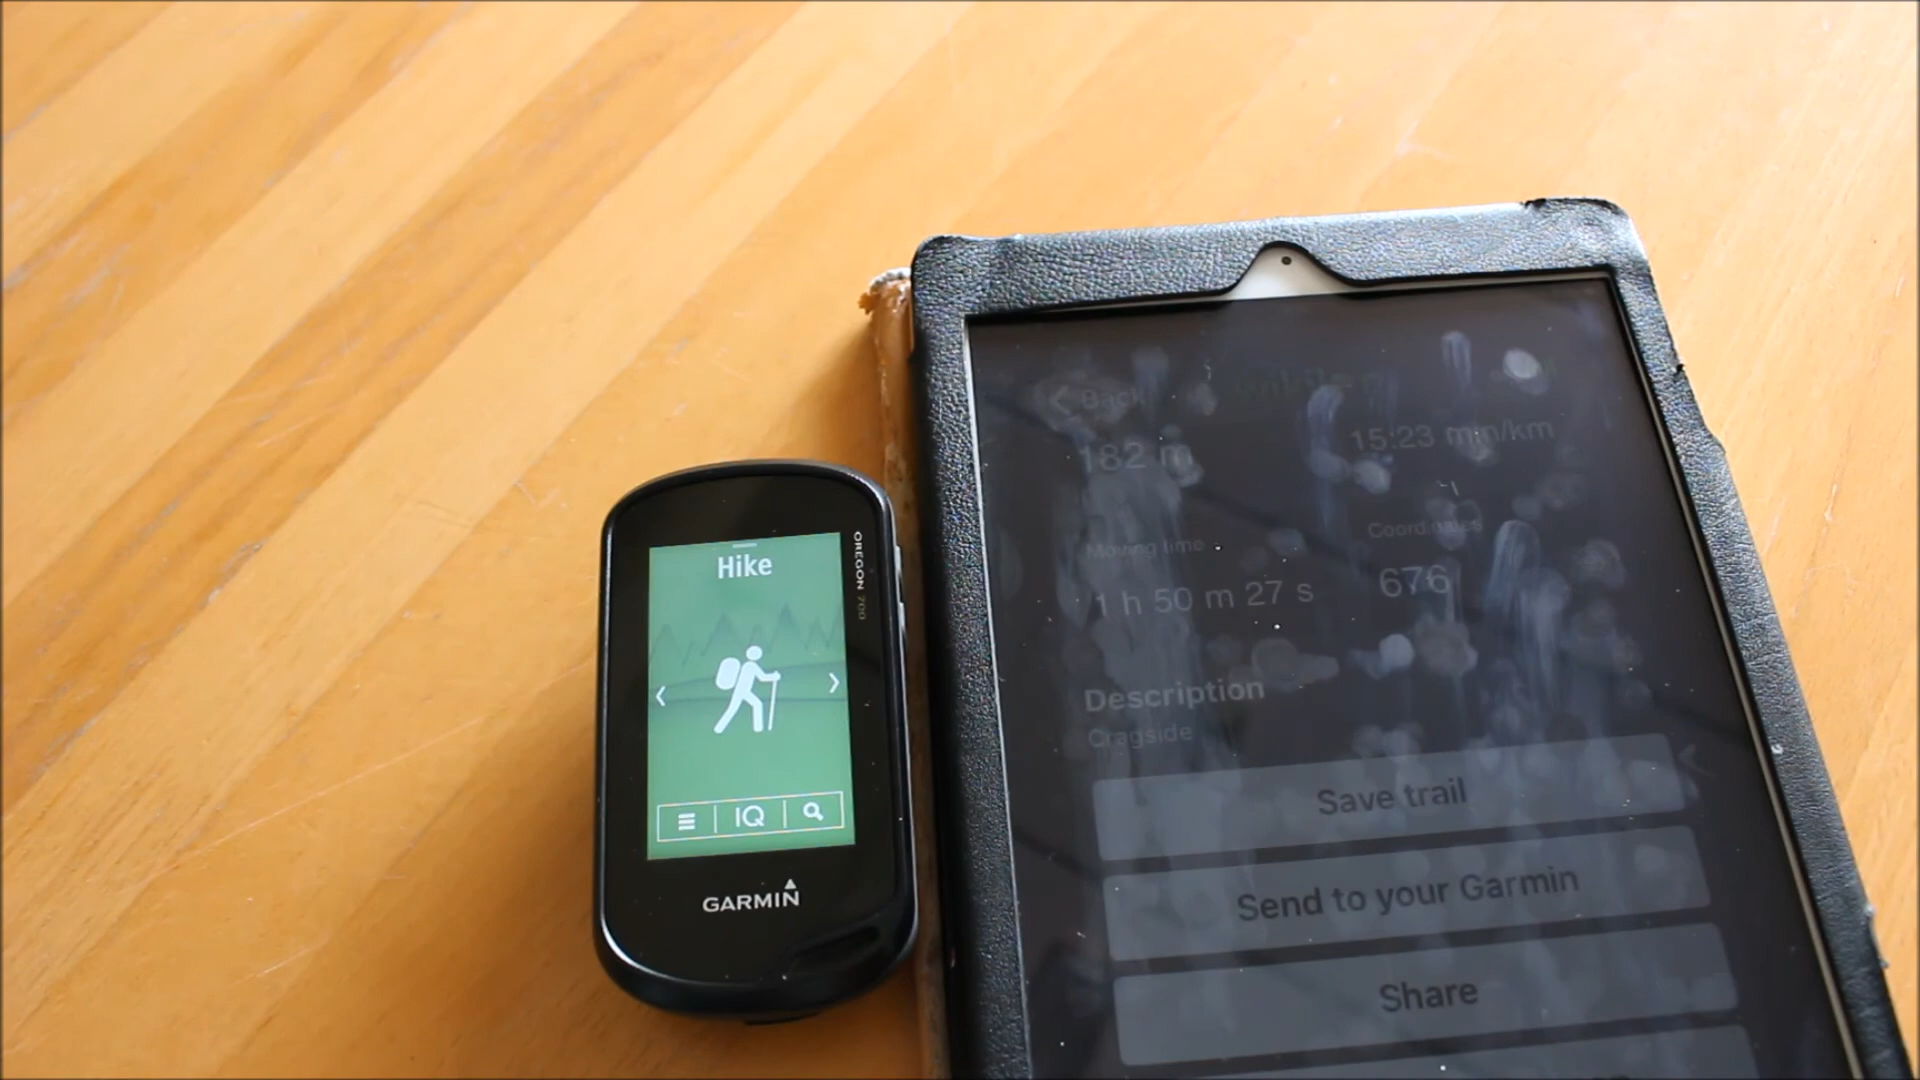 Hike
IQ
OREGON 700
GARMIN
Back
182 m
15:23 min/km
Moving time
Coordinates
1 h 50 m 27 s
676
Description
Cragside
Save trail
Send to your Garmin
Share